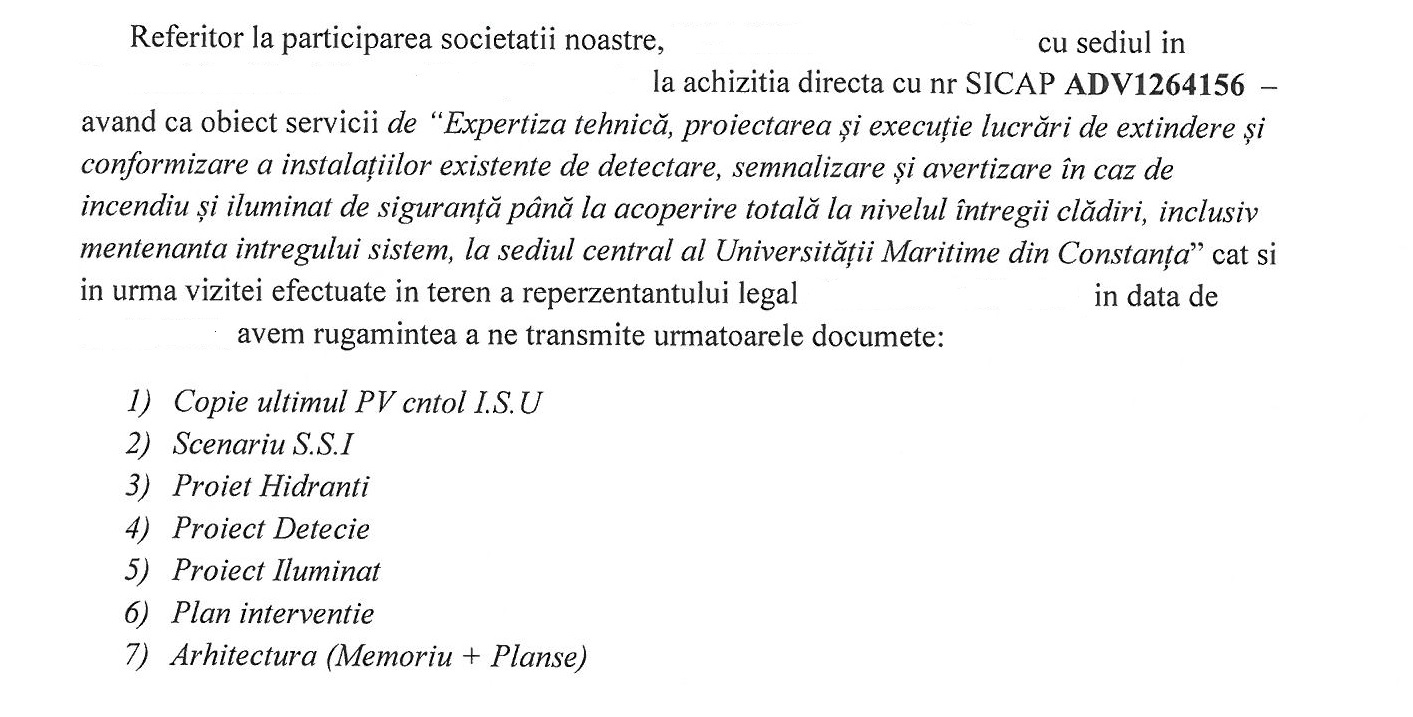 Referitor la participarea societatii noastre, cu sediul in
la achizitia directa cu nr SICAP ADV1264156 –
avand ca obiect servicii de “Expertiza tehnică, proiectarea și execuție lucrări de extindere și
conformizare a instalațiilor existente de detectare, semnalizare și avertizare în caz de
incendiu și iluminat de siguranță până la acoperire totală la nivelul întregii clădiri, inclusiv
mentenanta intregului sistem, la sediul central al Universității Maritime din Constanța” cat si
in urma vizitei efectuate in teren a reperzentantului legal in data de
avem rugamintea a ne transmite urmatoarele documete:
1) Copie ultimul PV cntol I.S.U
2) Scenariu S.S.I
3) Proiet Hidranti
4) Proiect Detecie
5) Proiect Iluminat
6) Plan interventie
7) Arhitectura (Memoriu + Planse)